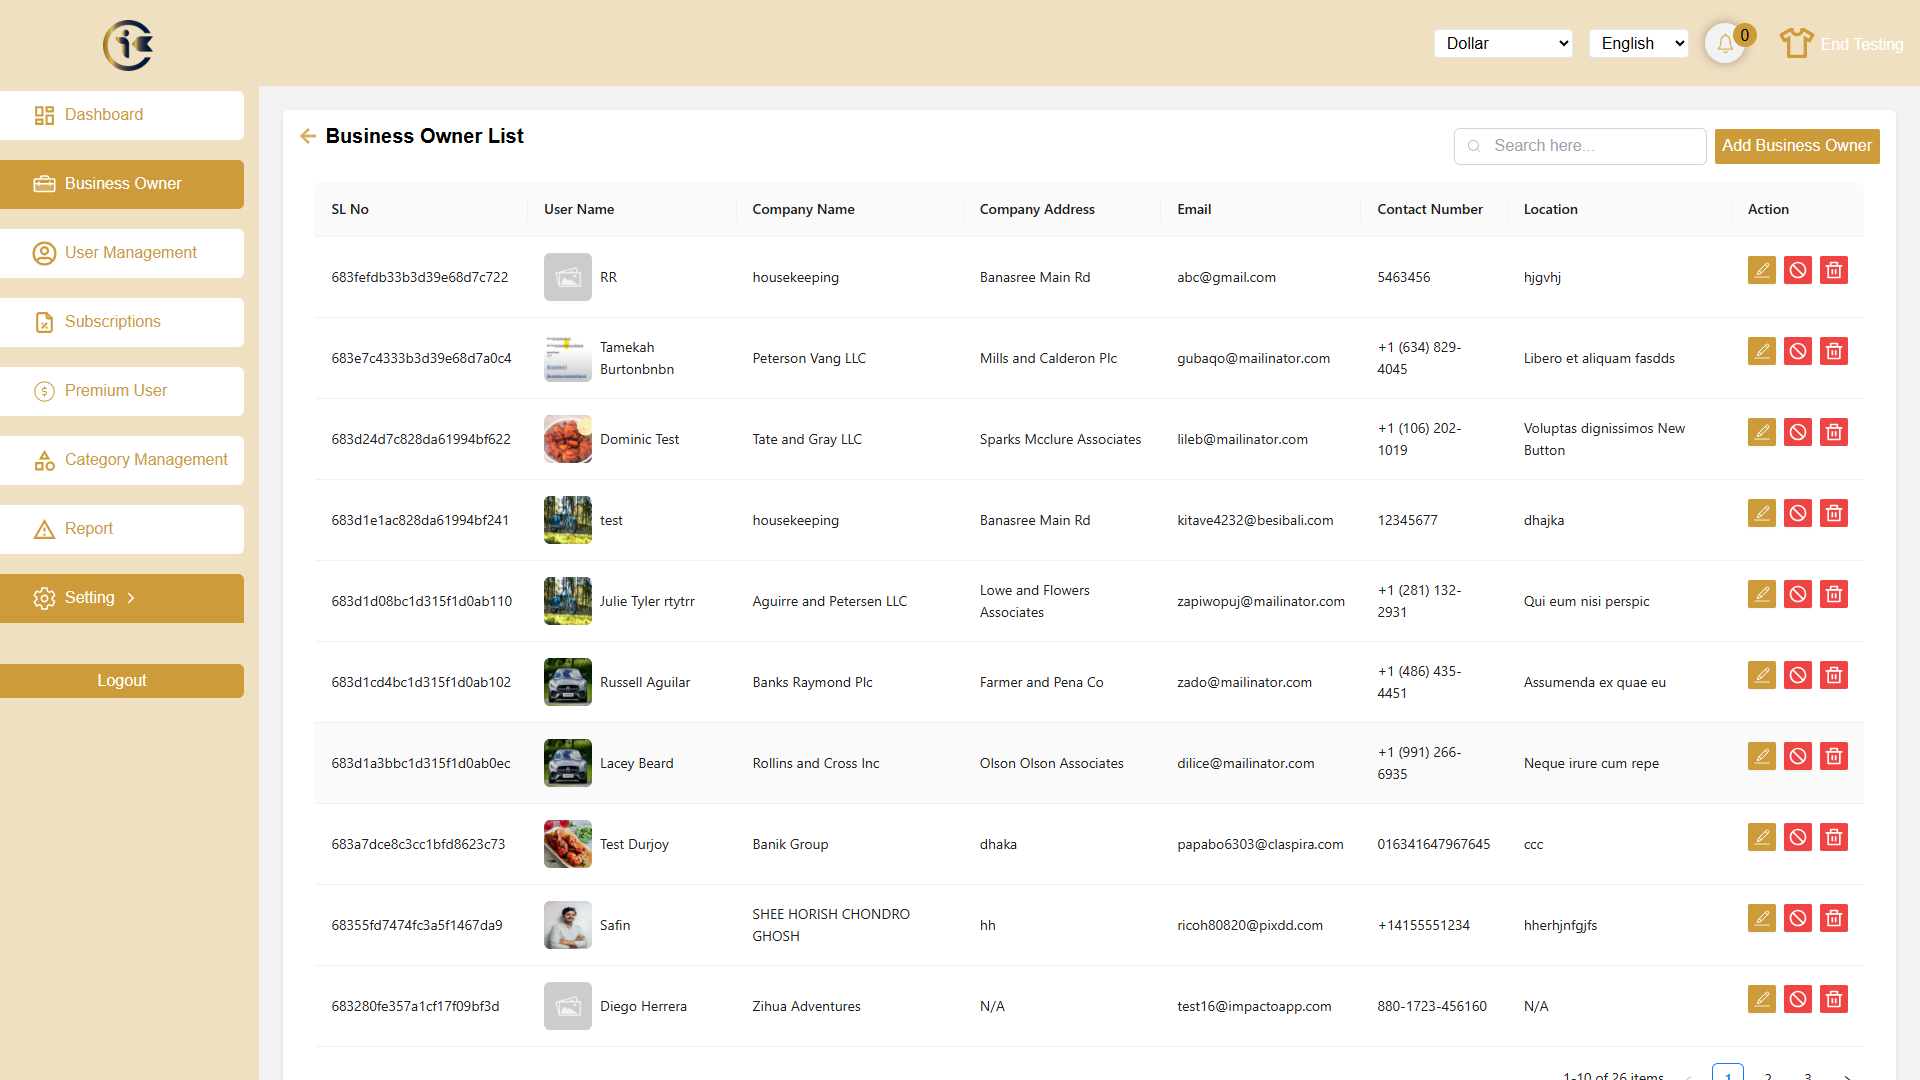 Dollar
English
0
End Testing
Dashboard
Business Owner
User Management
Subscriptions
Premium User
Category Management
Report
Setting
Logout
Business Owner List
Search here...
Add Business Owner
SL No User Name Company Name Company Address Email Contact Number Location Action
683fefdb33b3d39e68d7c722 RR housekeeping Banasree Main Rd abc@gmail.com 5463456 hjgvhj
683e7c4333b3d39e68d7a0c4 Tamekah Burtonbnbn Peterson Vang LLC Mills and Calderon Plc gubaqo@mailinator.com +1 (634) 829-4045 Libero et aliquam fasdds
683d24d7c828da61994bf622 Dominic Test Tate and Gray LLC Sparks Mcclure Associates lileb@mailinator.com +1 (106) 202-1019 Voluptas dignissimos New Button
683d1e1ac828da61994bf241 test housekeeping Banasree Main Rd kitave4232@besibali.com 12345677 dhajka
683d1d08bc1d315f1d0ab110 Julie Tyler rtytrr Aguirre and Petersen LLC Lowe and Flowers Associates zapiwopuj@mailinator.com +1 (281) 132-2931 Qui eum nisi perspic
683d1cd4bc1d315f1d0ab102 Russell Aguilar Banks Raymond Plc Farmer and Pena Co zado@mailinator.com +1 (486) 435-4451 Assumenda ex quae eu
683d1a3bbc1d315f1d0ab0ec Lacey Beard Rollins and Cross Inc Olson Olson Associates dilice@mailinator.com +1 (991) 266-6935 Neque irure cum repe
683a7dce8c3cc1bfd8623c73 Test Durjoy Banik Group dhaka papabo6303@claspira.com 016341647967645 ccc
68355fd7474fc3a5f1467da9 Safin SHEE HORISH CHONDRO GHOSH hh ricoh80820@pixdd.com +14155551234 hherhjnfgjfs
683280fe357a1cf17f09bf3d Diego Herrera Zihua Adventures N/A test16@impactoapp.com 880-1723-456160 N/A
1-10 of 26 items 1 2 3